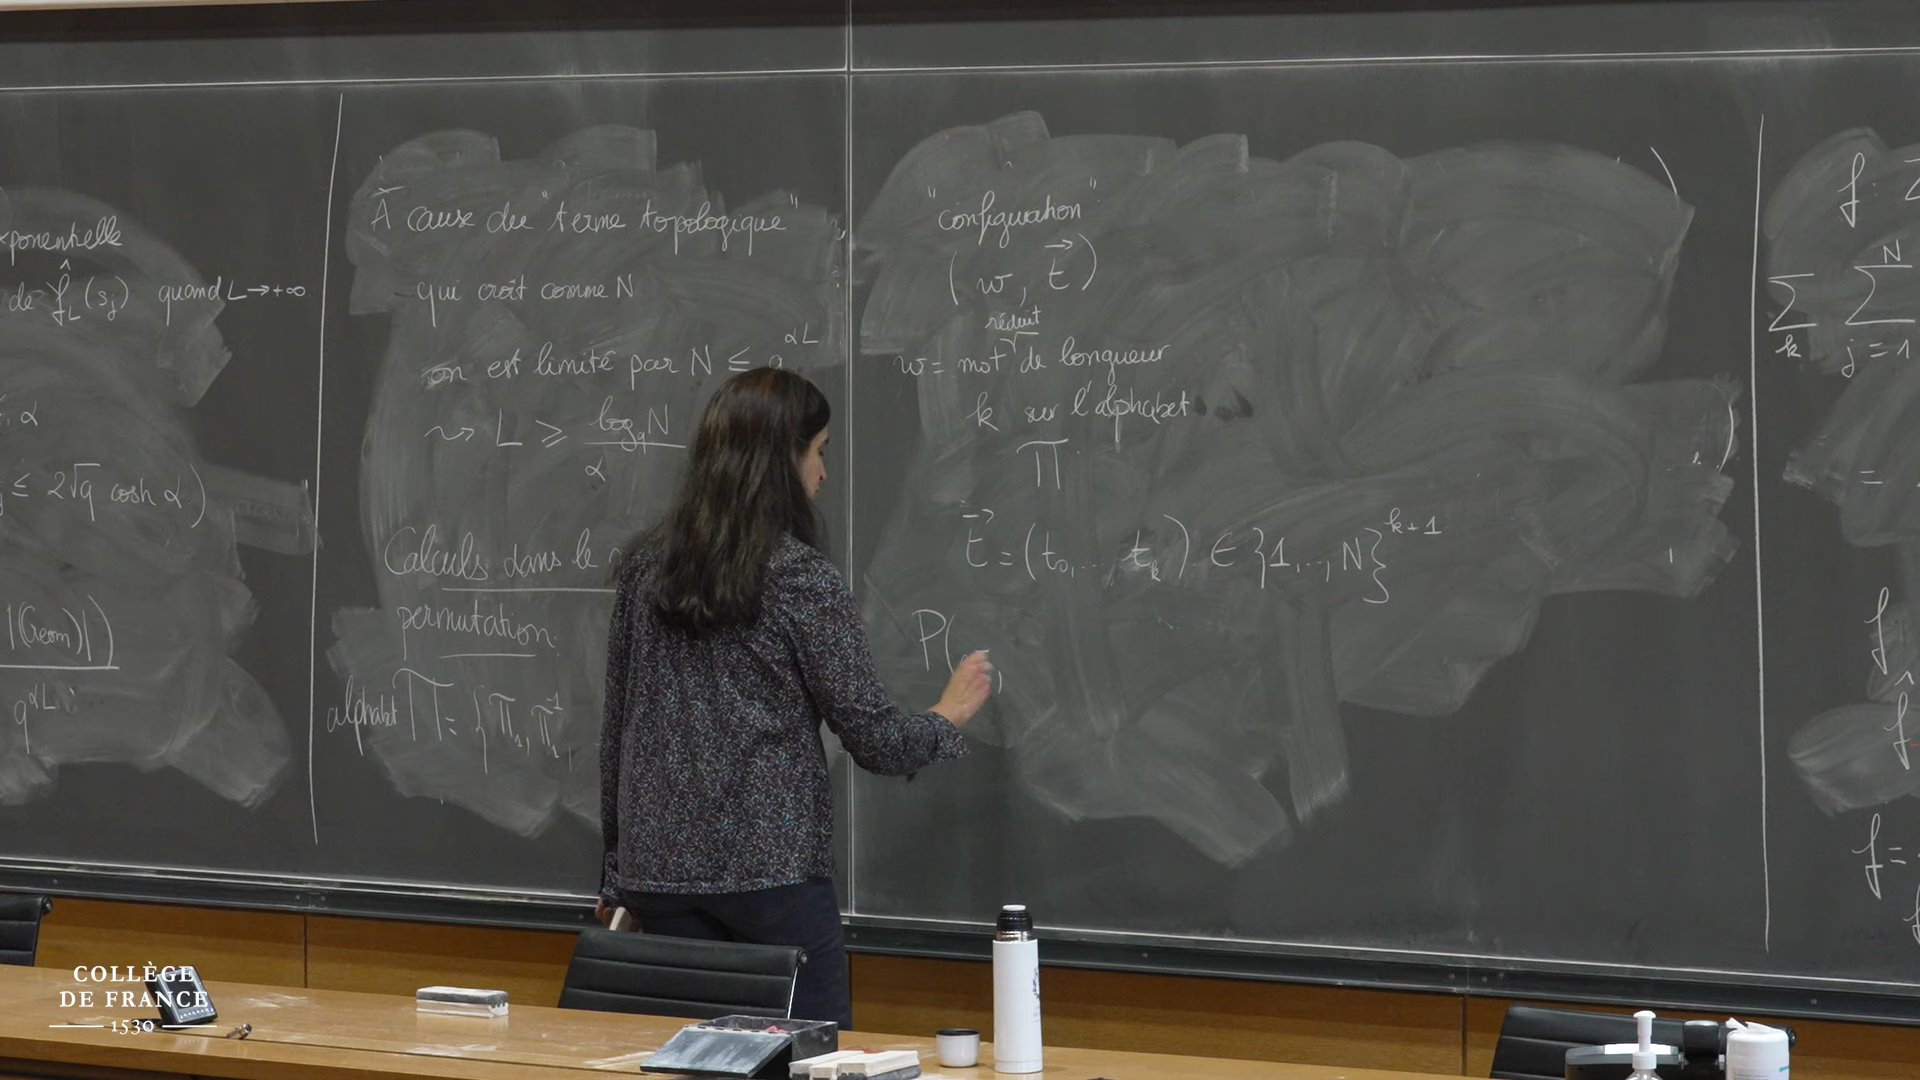 de f̂_L(s_j) quand L→+∞
α
≤ 2√q cosh α)
|(Geom)|)
q^{αL}
À cause du "terme topologique"
qui croît comme N
on est limité par N ≤ q^{αL}
⇝ L ≥ log_q N / α
Calculs dans le
permutation.
alphabet Π = {π_1, π_1^{-1},
"configuration"
(w, t⃗)
w = mot réduit de longueur
k sur l'alphabet
Π
t⃗ = (t_0, ... t_k) ∈ {1,..,N}^{k+1}
P(
f :
Σ_k Σ_{j=1}^N
=
f
f̂
f =
COLLÈGE
DE FRANCE
1530